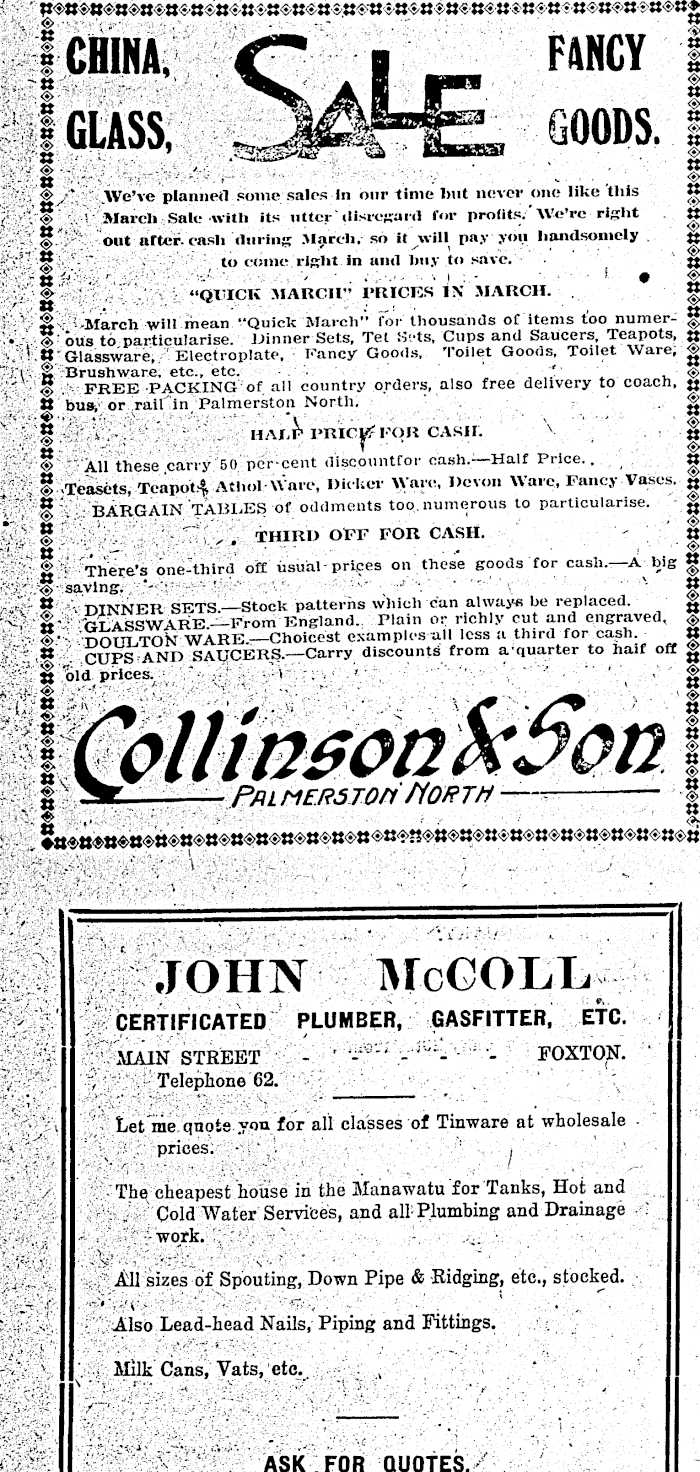 CHINA, SALE FANCY
GLASS, GOODS.
We've planned some sales in our time but never one like this
March Sale with its utter disregard for profits. We're right
out after cash during March, so it will pay you handsomely
to come right in and buy to save.
"QUICK MARCH" PRICES IN MARCH.
March will mean "Quick March" for thousands of items too numer-
ous to particularise. Dinner Sets, Tet Sets, Cups and Saucers, Teapots,
Glassware, Electroplate, Fancy Goods, Toilet Goods, Toilet Ware,
Brushware, etc., etc.
FREE PACKING of all country orders, also free delivery to coach,
bus, or rail in Palmerston North.
HALF PRICE FOR CASH.
All these carry 50 per cent discountfor cash.—Half Price.
Teasets, Teapots, Athol Ware, Dicker Ware, Devon Ware, Fancy Vases.
BARGAIN TABLES of oddments too numerous to particularise.
THIRD OFF FOR CASH.
There's one-third off usual prices on these goods for cash.—A big
saving.
DINNER SETS.—Stock patterns which can always be replaced.
GLASSWARE.—From England. Plain or richly cut and engraved,
DOULTON WARE.—Choicest examples all less a third for cash.
CUPS AND SAUCERS.—Carry discounts from a quarter to half off
old prices.
Collinson & Son
PALMERSTON NORTH
JOHN McCOLL
CERTIFICATED PLUMBER, GASFITTER, ETC.
MAIN STREET - - - - - FOXTON.
Telephone 62.
Let me quote you for all classes of Tinware at wholesale
prices.
The cheapest house in the Manawatu for Tanks, Hot and
Cold Water Services, and all Plumbing and Drainage
work.
All sizes of Spouting, Down Pipe & Ridging, etc., stocked.
Also Lead-head Nails, Piping and Fittings.
Milk Cans, Vats, etc.
ASK FOR QUOTES.